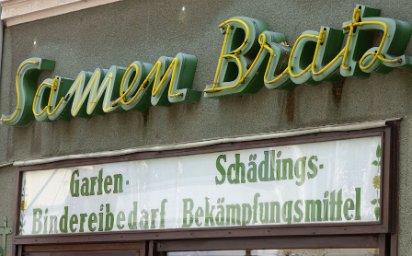 Samen Bratz
Garten-
Bindereibedarf
Schädlings-
Bekämpfungsmittel